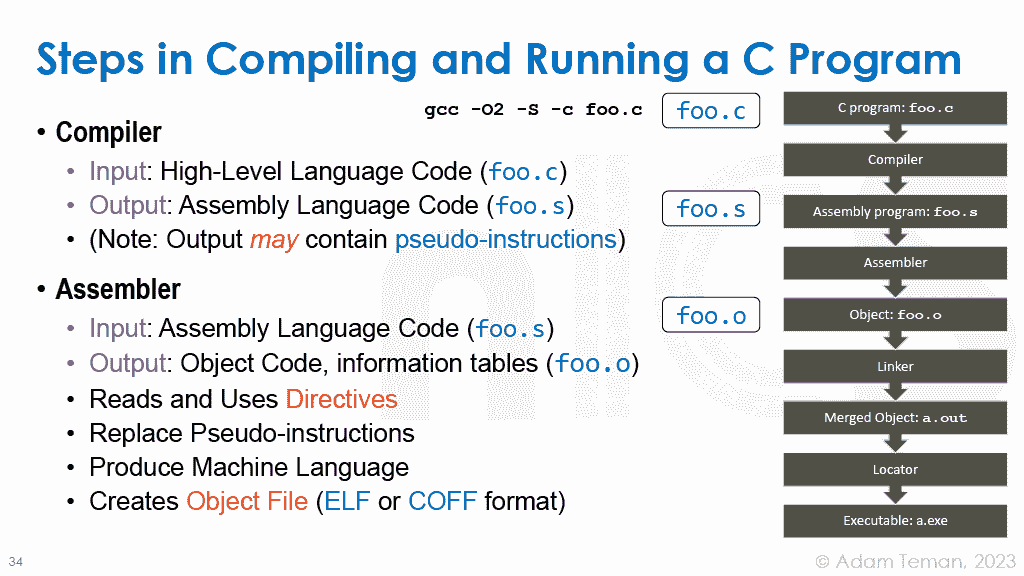 Steps in Compiling and Running a C Program
gcc -O2 -S -c foo.c
foo.c
• Compiler
• Input: High-Level Language Code (foo.c)
• Output: Assembly Language Code (foo.s)
• (Note: Output may contain pseudo-instructions)
foo.s
• Assembler
• Input: Assembly Language Code (foo.s)
• Output: Object Code, information tables (foo.o)
• Reads and Uses Directives
• Replace Pseudo-instructions
• Produce Machine Language
• Creates Object File (ELF or COFF format)
foo.o
C program: foo.c
Compiler
Assembly program: foo.s
Assembler
Object: foo.o
Linker
Merged Object: a.out
Locator
Executable: a.exe
34
© Adam Teman, 2023